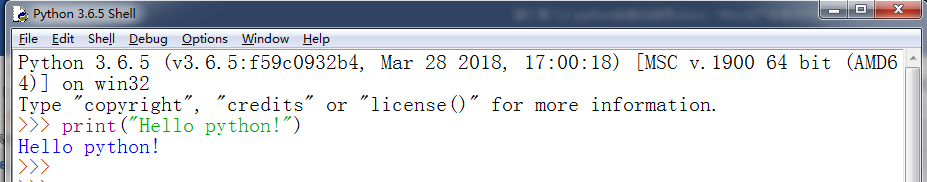 Python 3.6.5 Shell
File Edit Shell Debug Options Window Help
Python 3.6.5 (v3.6.5:f59c0932b4, Mar 28 2018, 17:00:18) [MSC v.1900 64 bit (AMD6
4)] on win32
Type "copyright", "credits" or "license()" for more information.
>>> print("Hello python!")
Hello python!
>>>
>>>